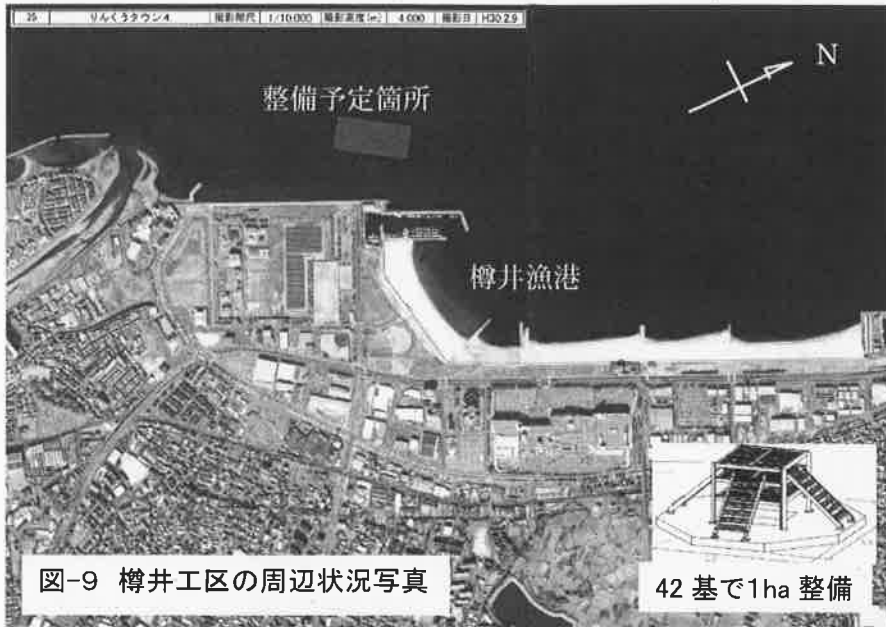 25 りんくうタウン4 撮影縮尺 1/10,000 撮影高度(m) 4,000 撮影日 H30.2.9
N
整備予定箇所
樽井漁港
図-9 樽井工区の周辺状況写真
42基で1ha整備